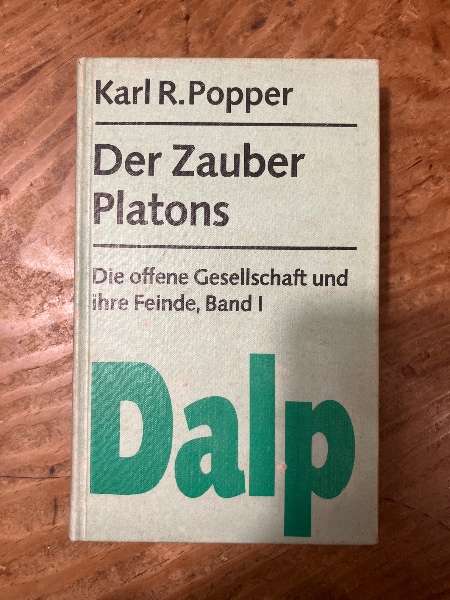 Karl R. Popper
Der Zauber
Platons
Die offene Gesellschaft und
ihre Feinde, Band I
Dalp